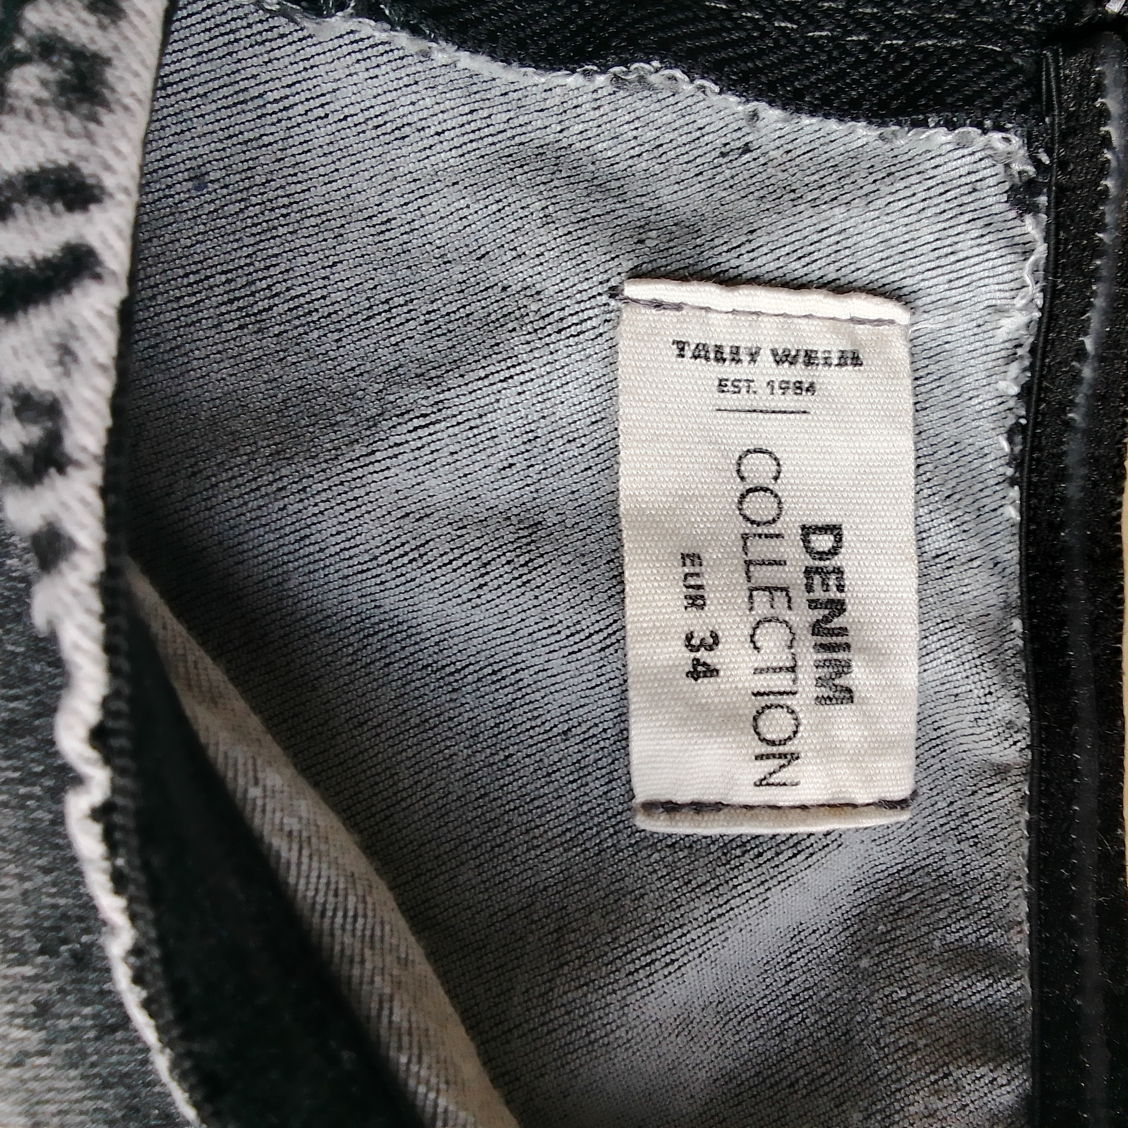 TALLY WEiJL
EST. 1984
DENIM
COLLECTION
EUR 34